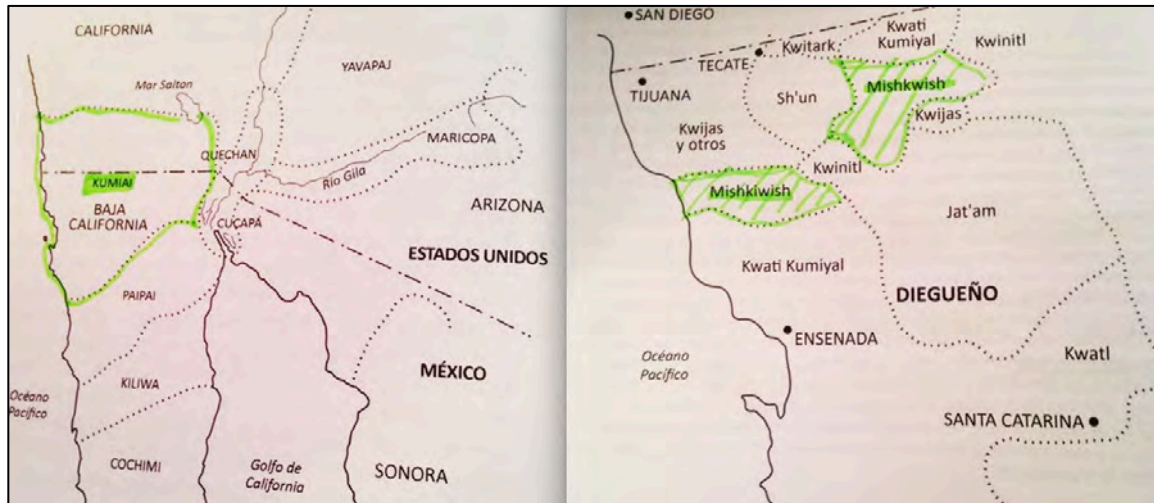 CALIFORNIA
Mar Salton
YAVAPAJ
MARICOPA
QUECHAN
Río Gila
KUMIAI
BAJA
CALIFORNIA
ARIZONA
CUCAPÁ
ESTADOS UNIDOS
PAIPAI
MÉXICO
KILIWA
Océano
Pacífico
COCHIMI
Golfo de
California
SONORA
SAN DIEGO
Kwitark
Kwati
Kumiyal
Kwinitl
TECATE
TIJUANA
Sh'un
Mishkwish
Kwijas
Kwijas
y otros
Kwinitl
Mishkiwish
Jat'am
Kwati Kumiyal
DIEGUEÑO
ENSENADA
Kwatl
Océano
Pacífico
SANTA CATARINA